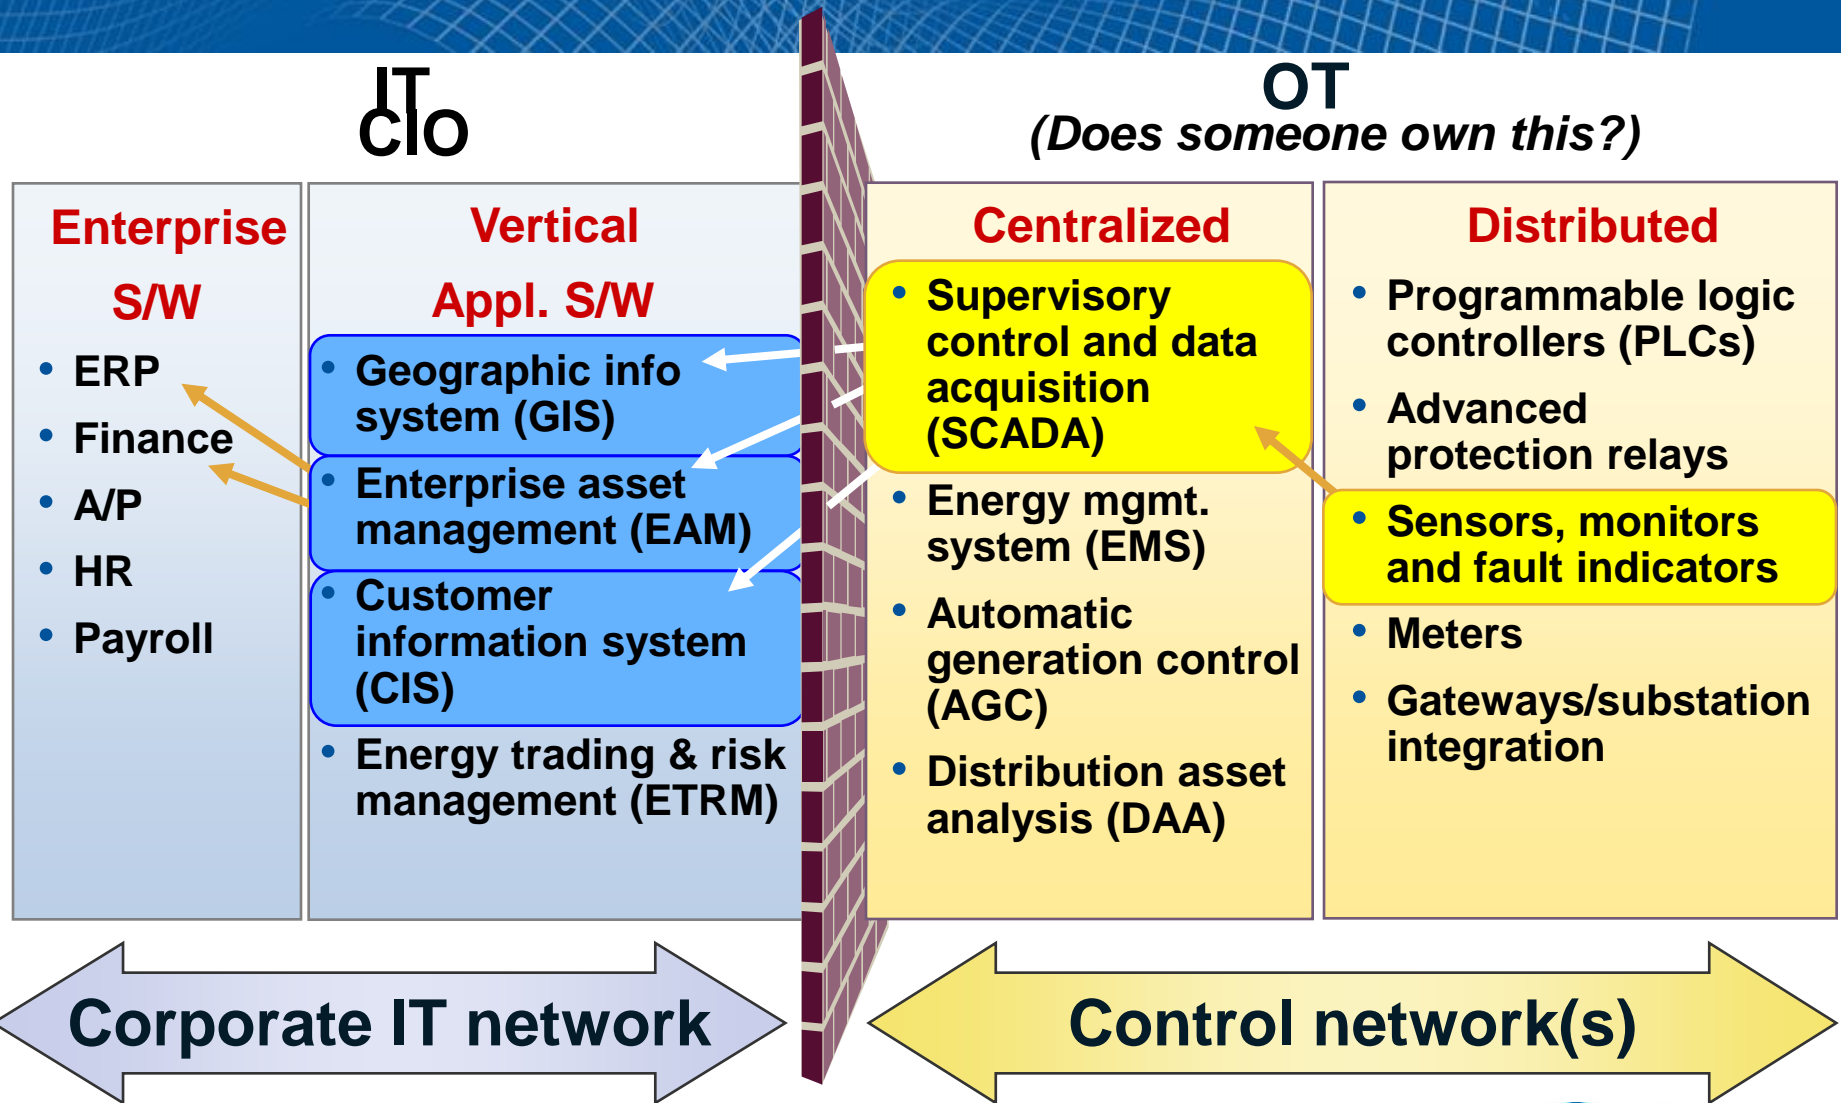 IT
CIO
OT
(Does someone own this?)
Enterprise
S/W
• ERP
• Finance
• A/P
• HR
• Payroll
Vertical
Appl. S/W
• Geographic info
system (GIS)
• Enterprise asset
management (EAM)
• Customer
information system
(CIS)
• Energy trading & risk
management (ETRM)
Centralized
• Supervisory
control and data
acquisition
(SCADA)
• Energy mgmt.
system (EMS)
• Automatic
generation control
(AGC)
• Distribution asset
analysis (DAA)
Distributed
• Programmable logic
controllers (PLCs)
• Advanced
protection relays
• Sensors, monitors
and fault indicators
• Meters
• Gateways/substation
integration
Corporate IT network
Control network(s)